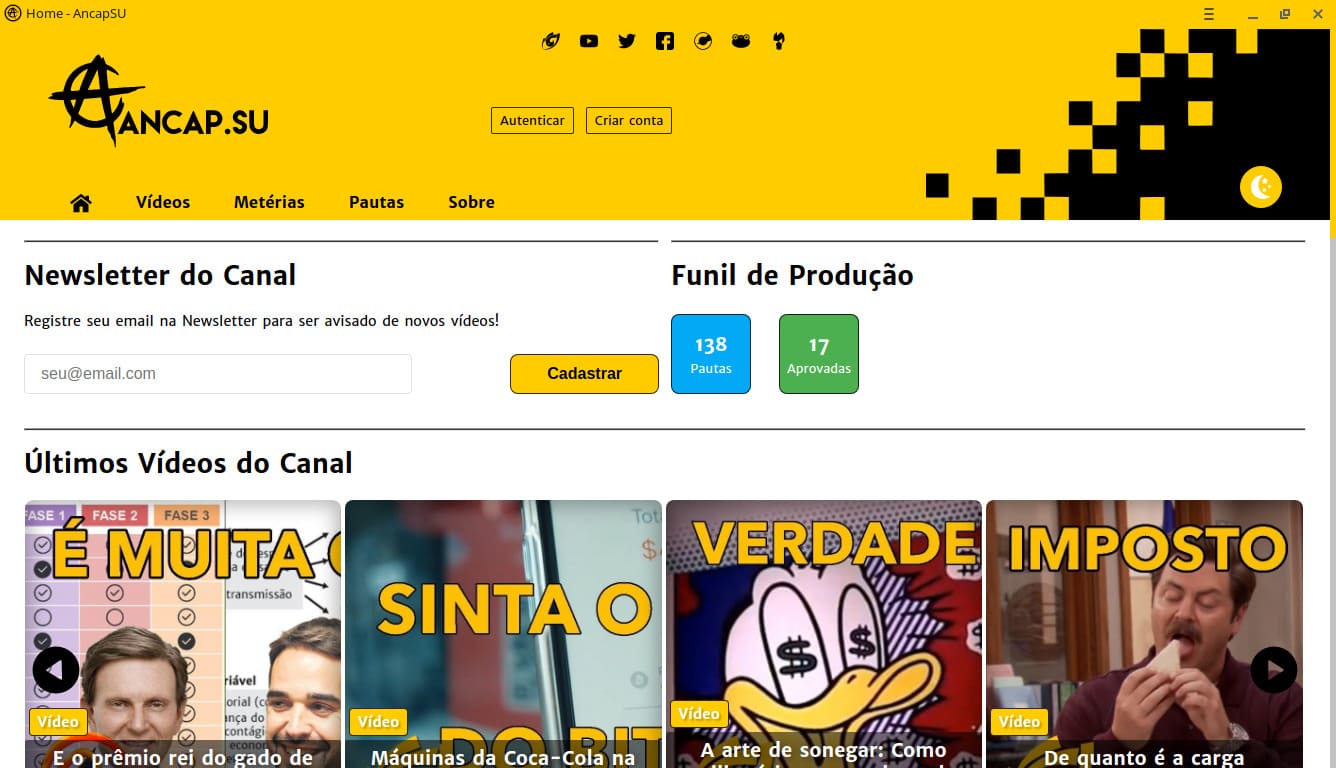 Home - AncapSU
ANCAP.SU
Autenticar
Criar conta
Vídeos
Metérias
Pautas
Sobre
Newsletter do Canal
Registre seu email na Newsletter para ser avisado de novos vídeos!
seu@email.com
Cadastrar
Funil de Produção
138
Pautas
17
Aprovadas
Últimos Vídeos do Canal
FASE 1
FASE 2
FASE 3
É MUITA
transmissão
Vídeo
E o prêmio rei do gado de
SINTA O
DO BIT
Vídeo
Máquinas da Coca-Cola na
VERDADE
Vídeo
A arte de sonegar: Como
IMPOSTO
Vídeo
De quanto é a carga